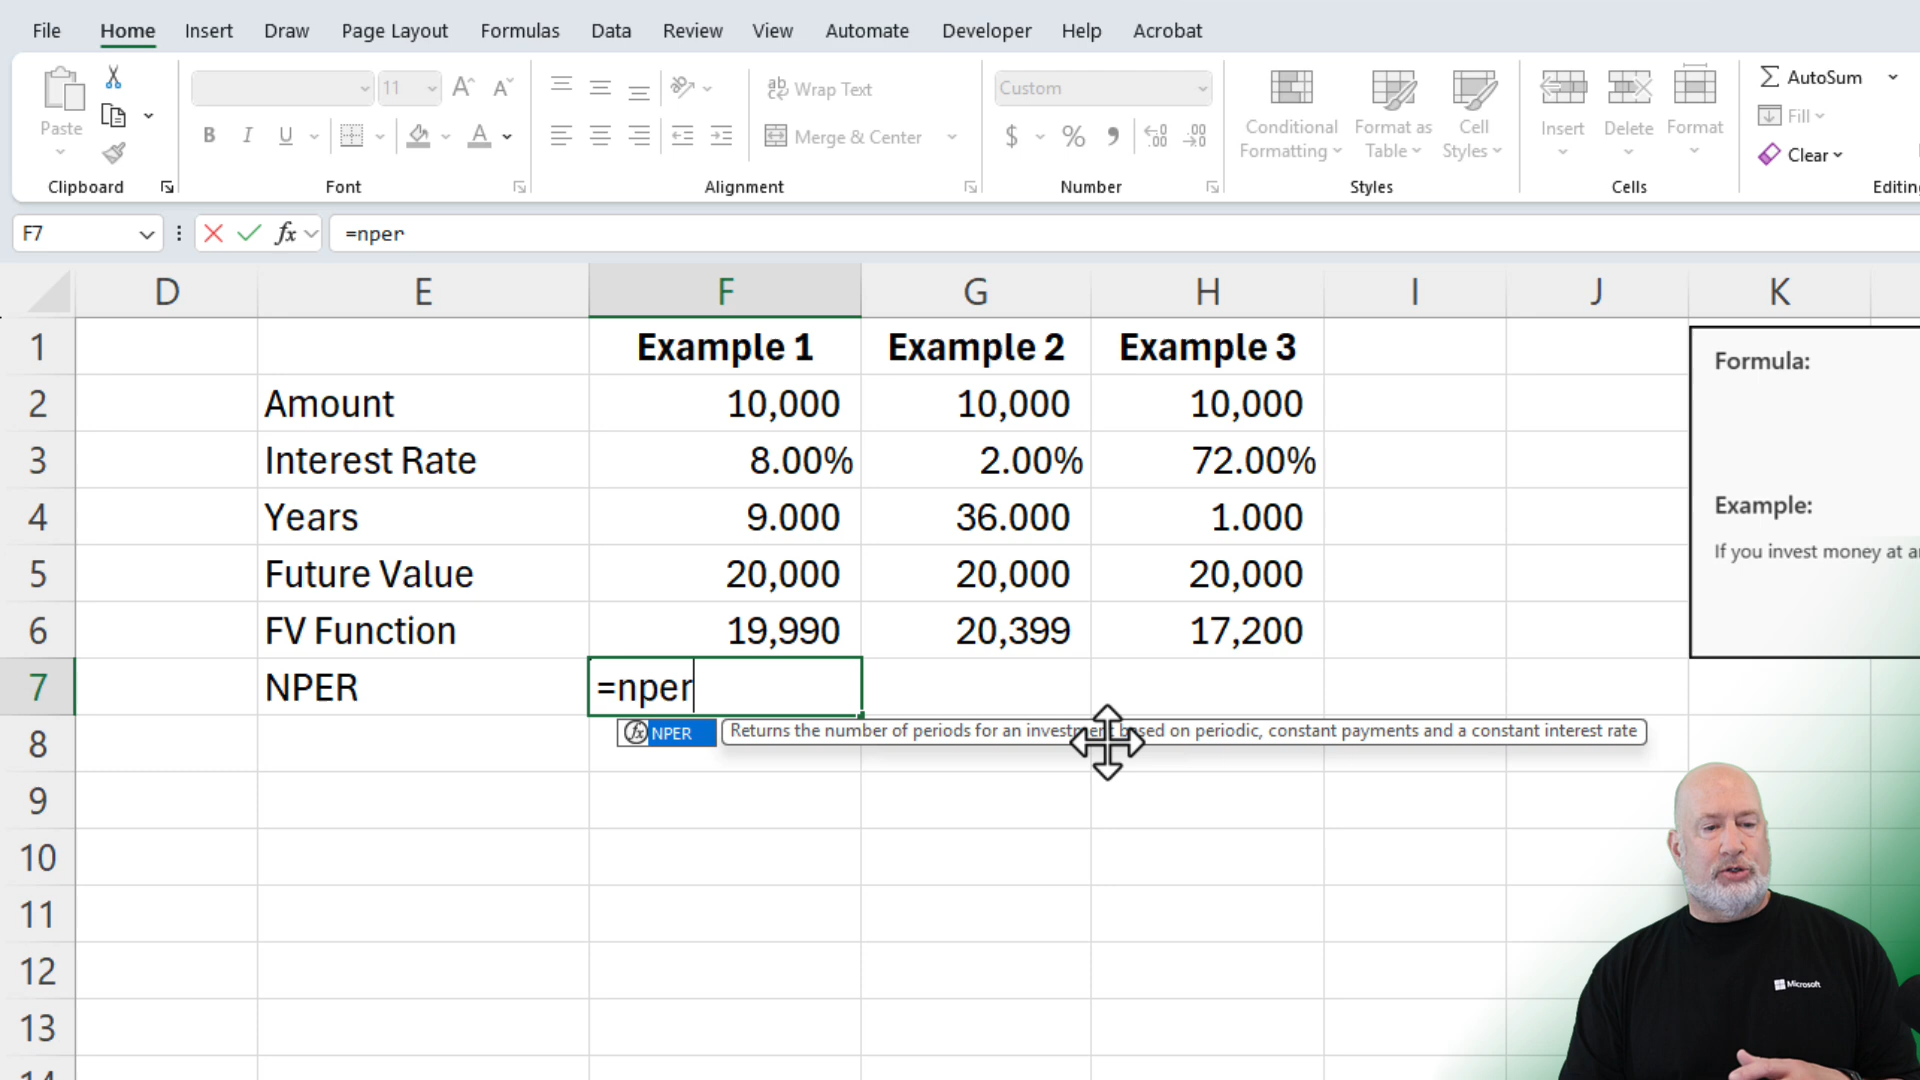 File Home Insert Draw Page Layout Formulas Data Review View Automate Developer Help Acrobat
Paste
Clipboard
11
B I U
Font
Wrap Text
Merge & Center
Alignment
Custom
$ %
Number
Conditional Formatting
Format as Table
Cell Styles
Styles
Insert Delete Format
Cells
AutoSum
Fill
Clear
F7 fx =nper
D E F G H I J K
1 Example 1 Example 2 Example 3
2 Amount 10,000 10,000 10,000
3 Interest Rate 8.00% 2.00% 72.00%
4 Years 9.000 36.000 1.000
5 Future Value 20,000 20,000 20,000
6 FV Function 19,990 20,399 17,200
7 NPER =nper
NPER Returns the number of periods for an investment based on periodic, constant payments and a constant interest rate
8
9
10
11
12
13
Formula:
Example:
If you invest money at
Microsoft